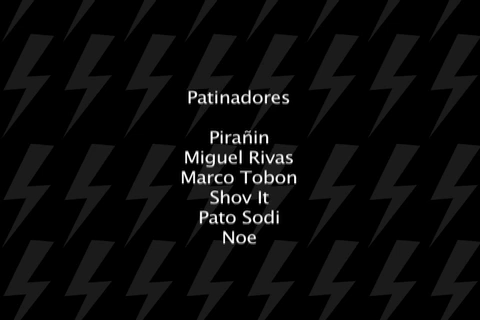 Patinadores
Pirañin
Miguel Rivas
Marco Tobon
Shov It
Pato Sodi
Noe